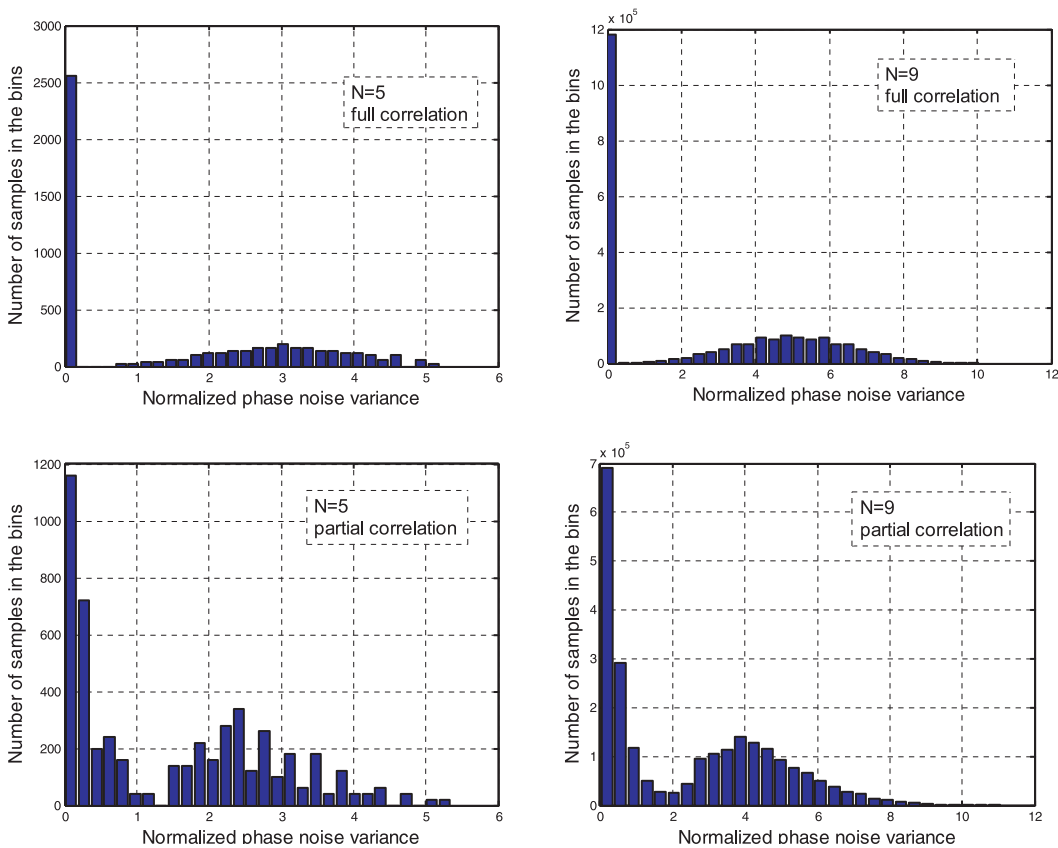 3000
2500
2000
1500
1000
500
0
0 1 2 3 4 5 6
Number of samples in the bins
Normalized phase noise variance
N=5
full correlation
x 10^5
12
10
8
6
4
2
0
0 2 4 6 8 10 12
Number of samples in the bins
Normalized phase noise variance
N=9
full correlation
1200
1000
800
600
400
200
0
0 1 2 3 4 5 6
Number of samples in the bins
Normalized phase noise variance
N=5
partial correlation
x 10^5
7
6
5
4
3
2
1
0
0 2 4 6 8 10 12
Number of samples in the bins
Normalized phase noise variance
N=9
partial correlation